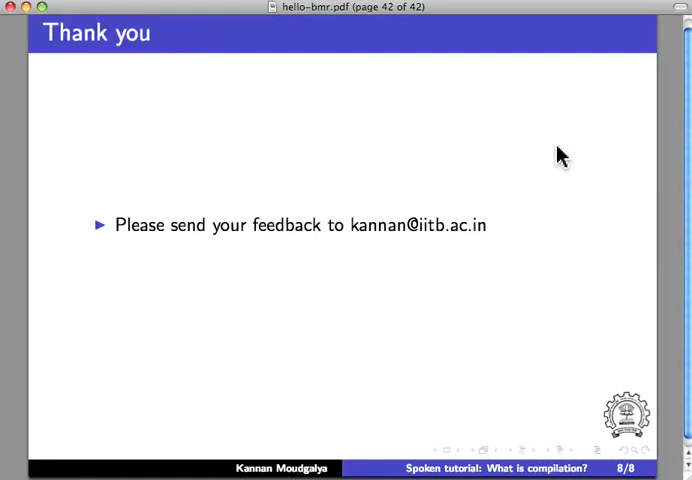 hello-bmr.pdf (page 42 of 42)
Thank you
Please send your feedback to kannan@iitb.ac.in
Kannan Moudgalya Spoken tutorial: What is compilation? 8/8